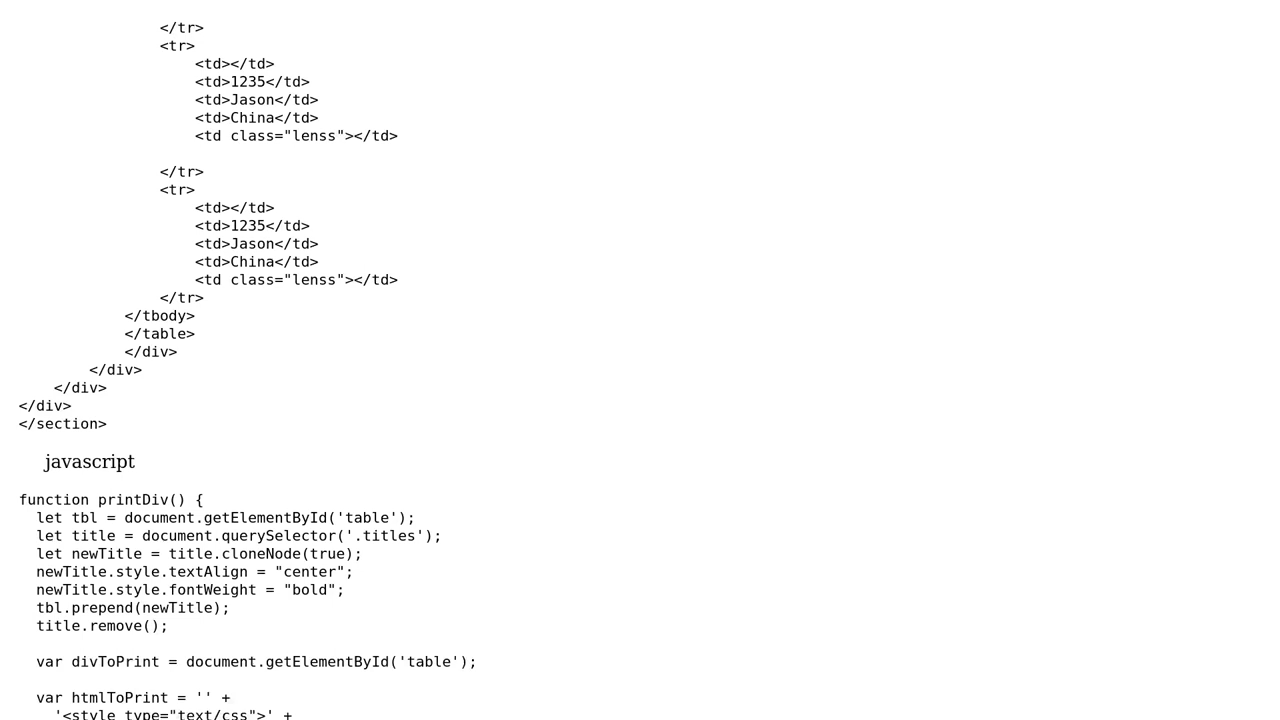 </tr>
<tr>
<td></td>
<td>1235</td>
<td>Jason</td>
<td>China</td>
<td class="lenss"></td>
</tr>
<tr>
<td></td>
<td>1235</td>
<td>Jason</td>
<td>China</td>
<td class="lenss"></td>
</tr>
</tbody>
</table>
</div>
</div>
</div>
</div>
</section>
javascript
function printDiv() {
let tbl = document.getElementById('table');
let title = document.querySelector('.titles');
let newTitle = title.cloneNode(true);
newTitle.style.textAlign = "center";
newTitle.style.fontWeight = "bold";
tbl.prepend(newTitle);
title.remove();
var divToPrint = document.getElementById('table');
var htmlToPrint = '' +
'<style type="text/css">' +